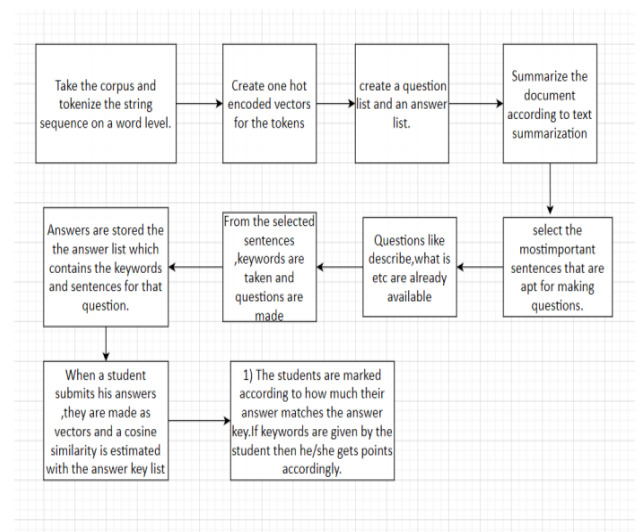 Take the corpus and
tokenize the string
sequence on a word level.
Create one hot
encoded vectors
for the tokens
create a question
list and an answer
list.
Summarize the
document
according to text
summarization
select the
mostimportant
sentences that are
apt for making
questions.
Questions like
describe,what is
etc are already
available
From the selected
sentences
,keywords are
taken and
questions are
made
Answers are stored the
the answer list which
contains the keywords
and sentences for that
question.
When a student
submits his answers
,they are made as
vectors and a cosine
similarity is estimated
with the answer key list
1) The students are marked
according to how much their
answer matches the answer
key.If keywords are given by the
student then he/she gets points
accordingly.